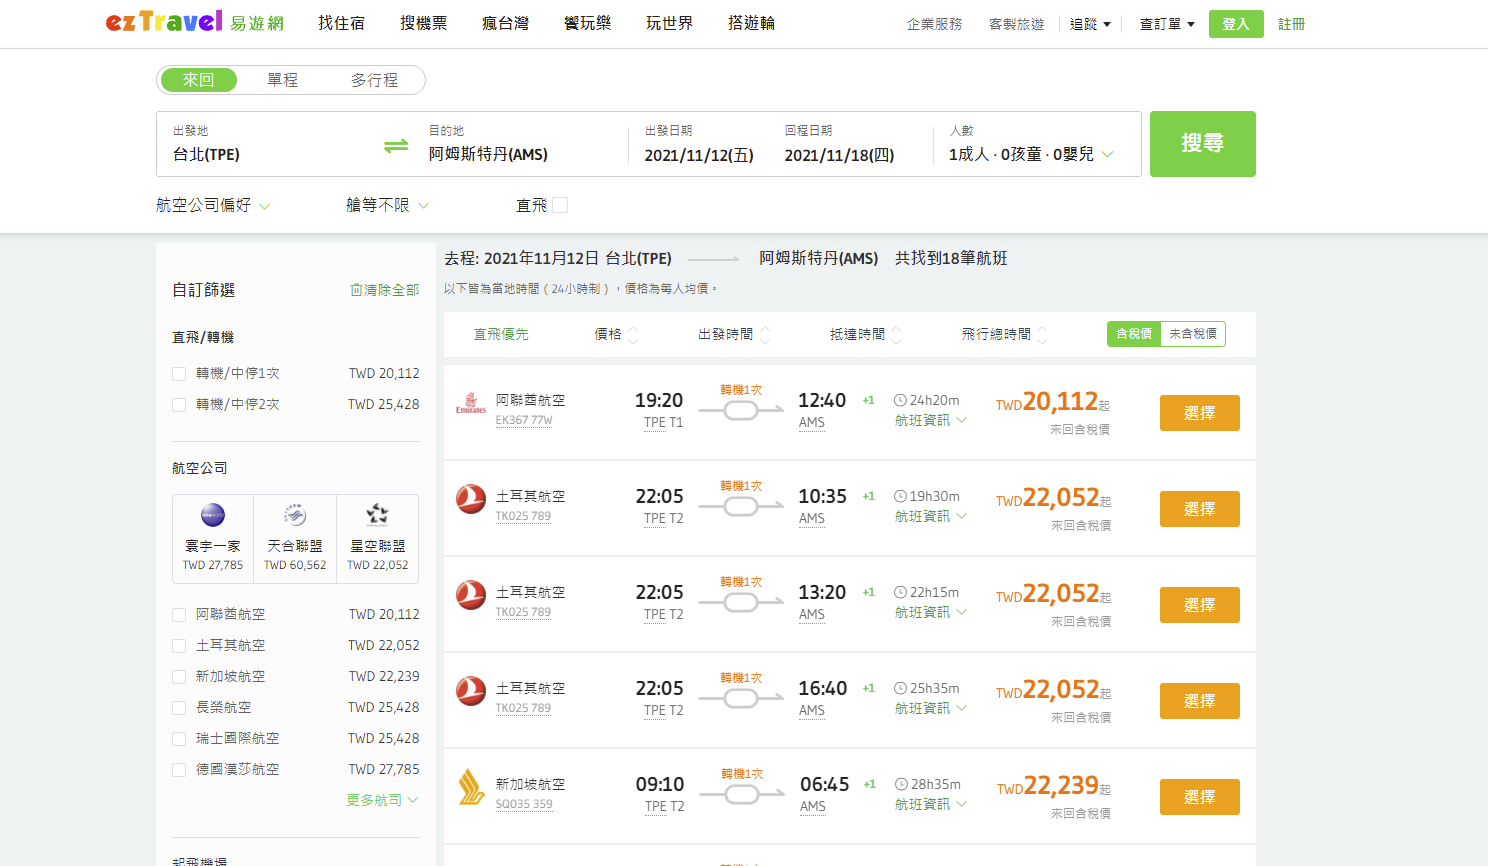 ezTravel 易遊網 找住宿 搜機票 瘋台灣 饗玩樂 玩世界 搭遊輪 企業服務 客製旅遊 追蹤 查訂單 登入 註冊
來回 單程 多行程
出發地 目的地 出發日期 回程日期 人數
台北(TPE) 阿姆斯特丹(AMS) 2021/11/12(五) 2021/11/18(四) 1成人 · 0孩童 · 0嬰兒 搜尋
航空公司偏好 艙等不限 直飛
自訂篩選 清除全部
直飛/轉機
轉機/中停1次 TWD 20,112
轉機/中停2次 TWD 25,428
航空公司
寰宇一家 天合聯盟 星空聯盟
TWD 27,785 TWD 60,562 TWD 22,052
阿聯酋航空 TWD 20,112
土耳其航空 TWD 22,052
新加坡航空 TWD 22,239
長榮航空 TWD 25,428
瑞士國際航空 TWD 25,428
德國漢莎航空 TWD 27,785
更多航司
起飛機場
去程: 2021年11月12日 台北(TPE) 阿姆斯特丹(AMS) 共找到18筆航班
以下皆為當地時間 ( 24小時制 ) ，價格為每人均價。
直飛優先 價格 出發時間 抵達時間 飛行總時間 含稅價 未含稅價
轉機1次
Emirates 阿聯酋航空 19:20 12:40 +1 24h20m TWD20,112起 選擇
EK367 77W TPE T1 AMS 航班資訊 來回含稅價
轉機1次
土耳其航空 22:05 10:35 +1 19h30m TWD22,052起 選擇
TK025 789 TPE T2 AMS 航班資訊 來回含稅價
轉機1次
土耳其航空 22:05 13:20 +1 22h15m TWD22,052起 選擇
TK025 789 TPE T2 AMS 航班資訊 來回含稅價
轉機1次
土耳其航空 22:05 16:40 +1 25h35m TWD22,052起 選擇
TK025 789 TPE T2 AMS 航班資訊 來回含稅價
轉機1次
新加坡航空 09:10 06:45 +1 28h35m TWD22,239起 選擇
SQ035 359 TPE T2 AMS 航班資訊 來回含稅價